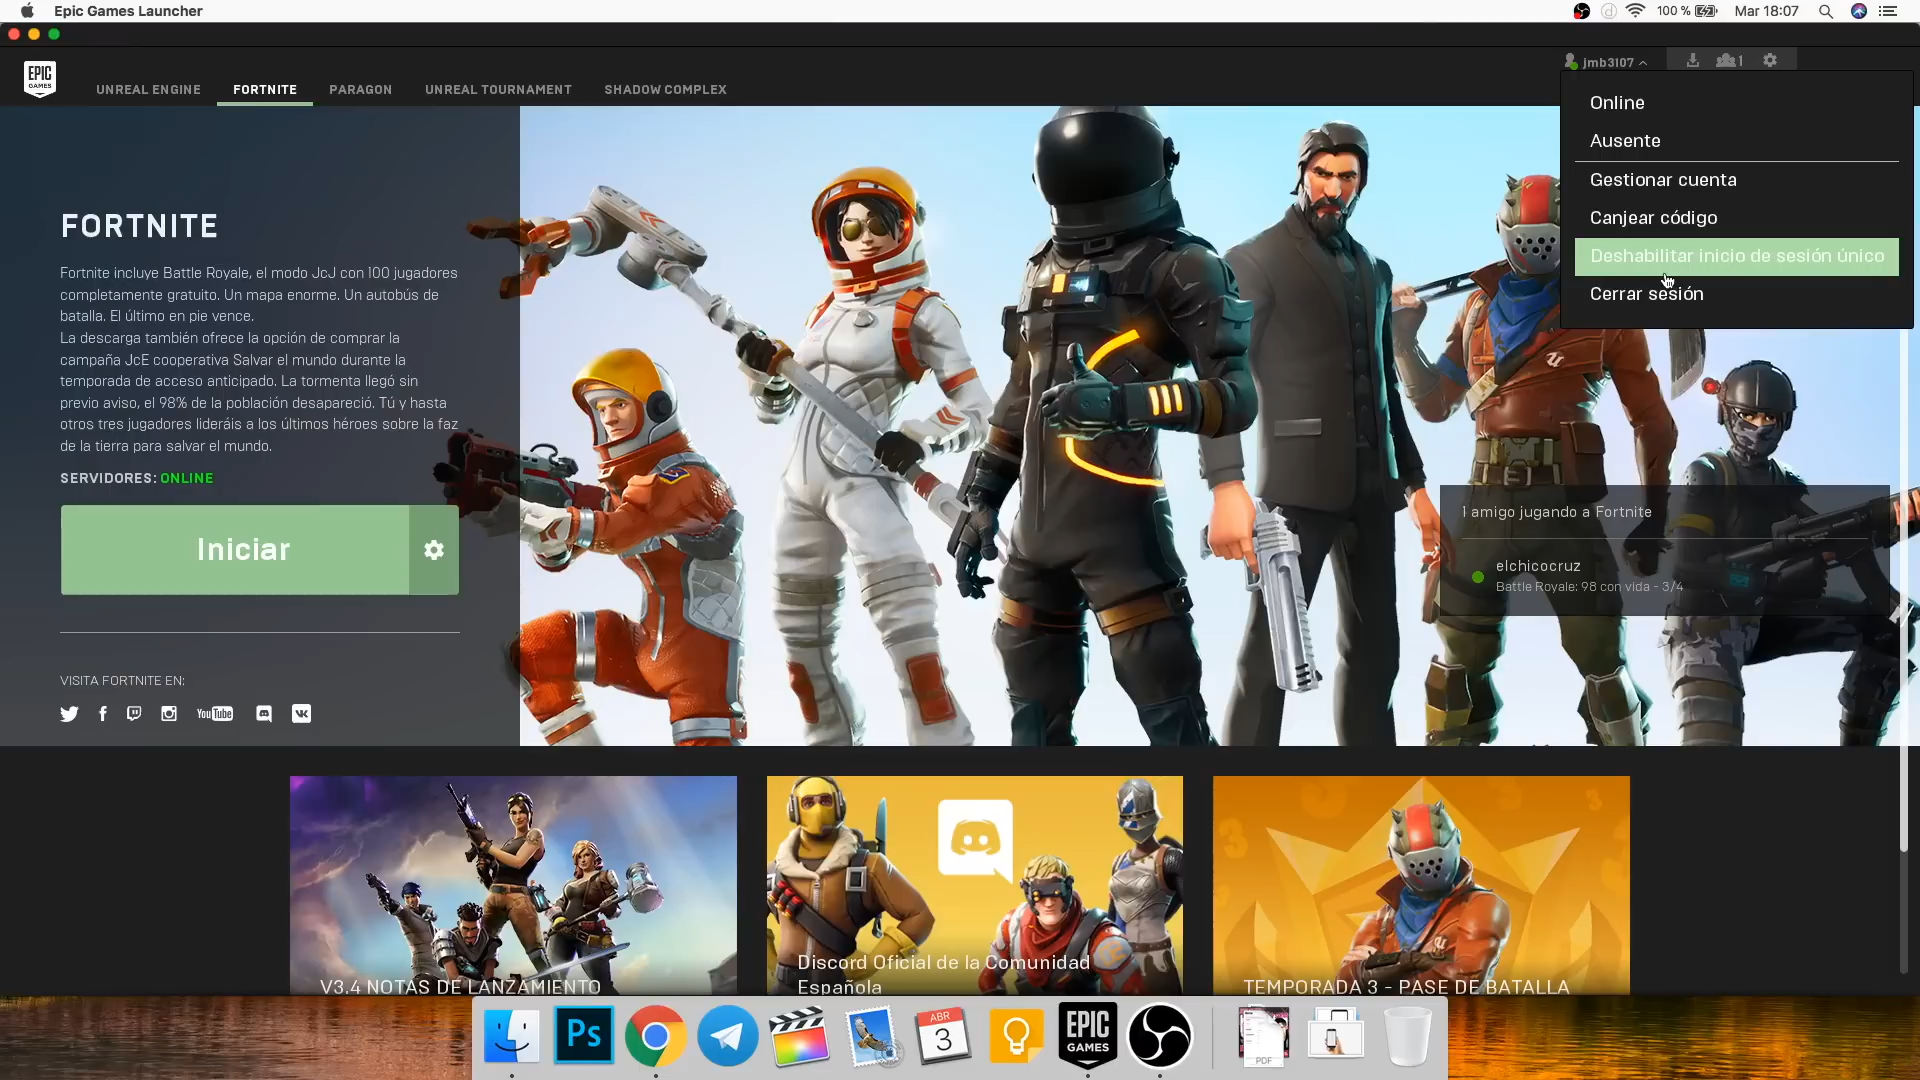 Epic Games Launcher
100 %
Mar 18:07
EPIC
GAMES
UNREAL ENGINE
FORTNITE
PARAGON
UNREAL TOURNAMENT
SHADOW COMPLEX
jmb3107
1
Online
Ausente
Gestionar cuenta
Canjear código
Deshabilitar inicio de sesión único
Cerrar sesión
FORTNITE
Fortnite incluye Battle Royale, el modo JcJ con 100 jugadores
completamente gratuito. Un mapa enorme. Un autobús de
batalla. El último en pie vence.
La descarga también ofrece la opción de comprar la
campaña JcE cooperativa Salvar el mundo durante la
temporada de acceso anticipado. La tormenta llegó sin
previo aviso, el 98% de la población desapareció. Tú y hasta
otros tres jugadores lideráis a los últimos héroes sobre la faz
de la tierra para salvar el mundo.
SERVIDORES: ONLINE
Iniciar
1 amigo jugando a Fortnite
elchicocruz
Battle Royale: 98 con vida - 3/4
VISITA FORTNITE EN:
YouTube
V3.4 NOTAS DE LANZAMIENTO
Discord Oficial de la Comunidad
Española
TEMPORADA 3 - PASE DE BATALLA
Ps
ABR
3
EPIC
GAMES
PDF